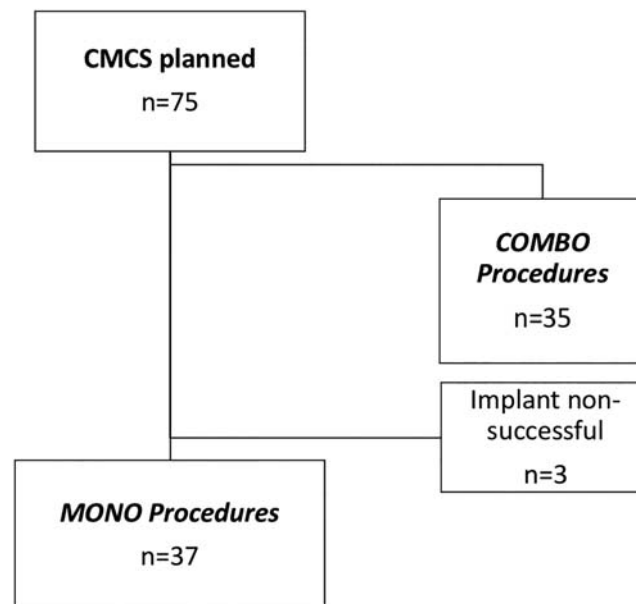 CMCS planned
n=75
COMBO
Procedures
n=35
Implant non-
successful
n=3
MONO Procedures
n=37